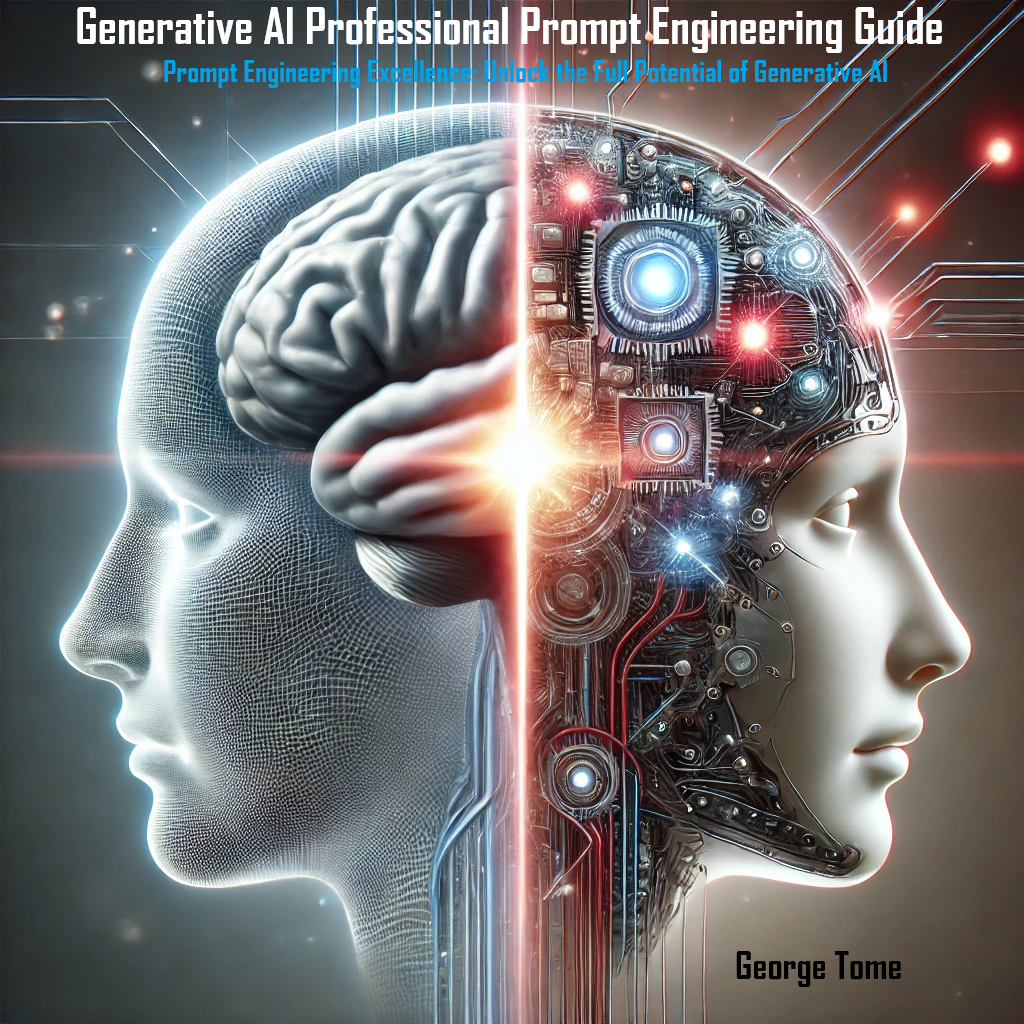 Generative AI Professional Prompt Engineering Guide
Prompt Engineering Excellence: Unlock the Full Potential of Generative AI
George Tome